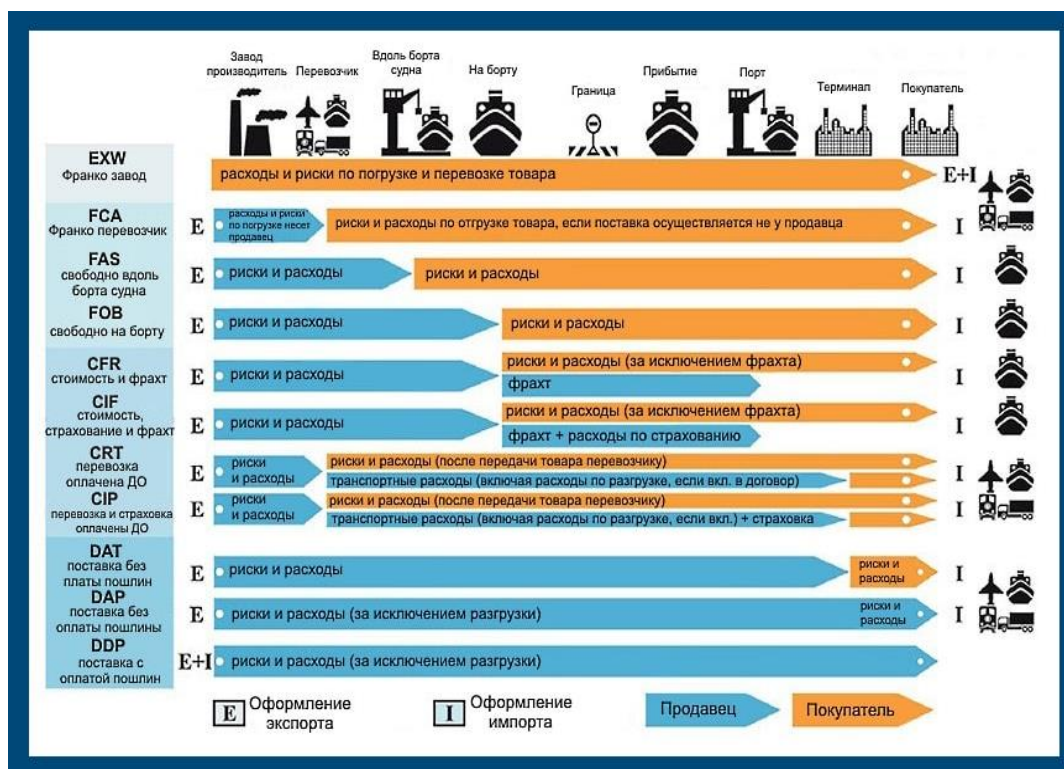 Завод
производитель
Перевозчик
Вдоль борта
судна
На борту
Граница
Прибытие
Порт
Терминал
Покупатель
EXW
Франко завод
расходы и риски по погрузке и перевозке товара
E+I
FCA
Франко перевозчик
E
расходы и риски
по погрузке несет
продавец
риски и расходы по отгрузке товара, если поставка осуществляется не у продавца
I
FAS
свободно вдоль
борта судна
E
риски и расходы
риски и расходы
I
FOB
свободно на борту
E
риски и расходы
риски и расходы
I
CFR
стоимость и фрахт
E
риски и расходы
риски и расходы (за исключением фрахта)
фрахт
I
CIF
стоимость,
страхование и фрахт
E
риски и расходы
риски и расходы (за исключением фрахта)
фрахт + расходы по страхованию
I
CRT
перевозка
оплачена ДО
E
риски
и расходы
риски и расходы (после передачи товара перевозчику)
транспортные расходы (включая расходы по разгрузке, если вкл. в договор)
I
CIP
перевозка и страховка
оплачены ДО
E
риски
и расходы
риски и расходы (после передачи товара перевозчику)
транспортные расходы (включая расходы по разгрузке, если вкл.) + страховка
I
DAT
поставка без
платы пошлин
E
риски и расходы
риски и
расходы
I
DAP
поставка без
оплаты пошлины
E
риски и расходы (за исключением разгрузки)
риски и
расходы
I
DDP
поставка с
оплатой пошлин
E+I
риски и расходы (за исключением разгрузки)
E
Оформление
экспорта
I
Оформление
импорта
Продавец
Покупатель